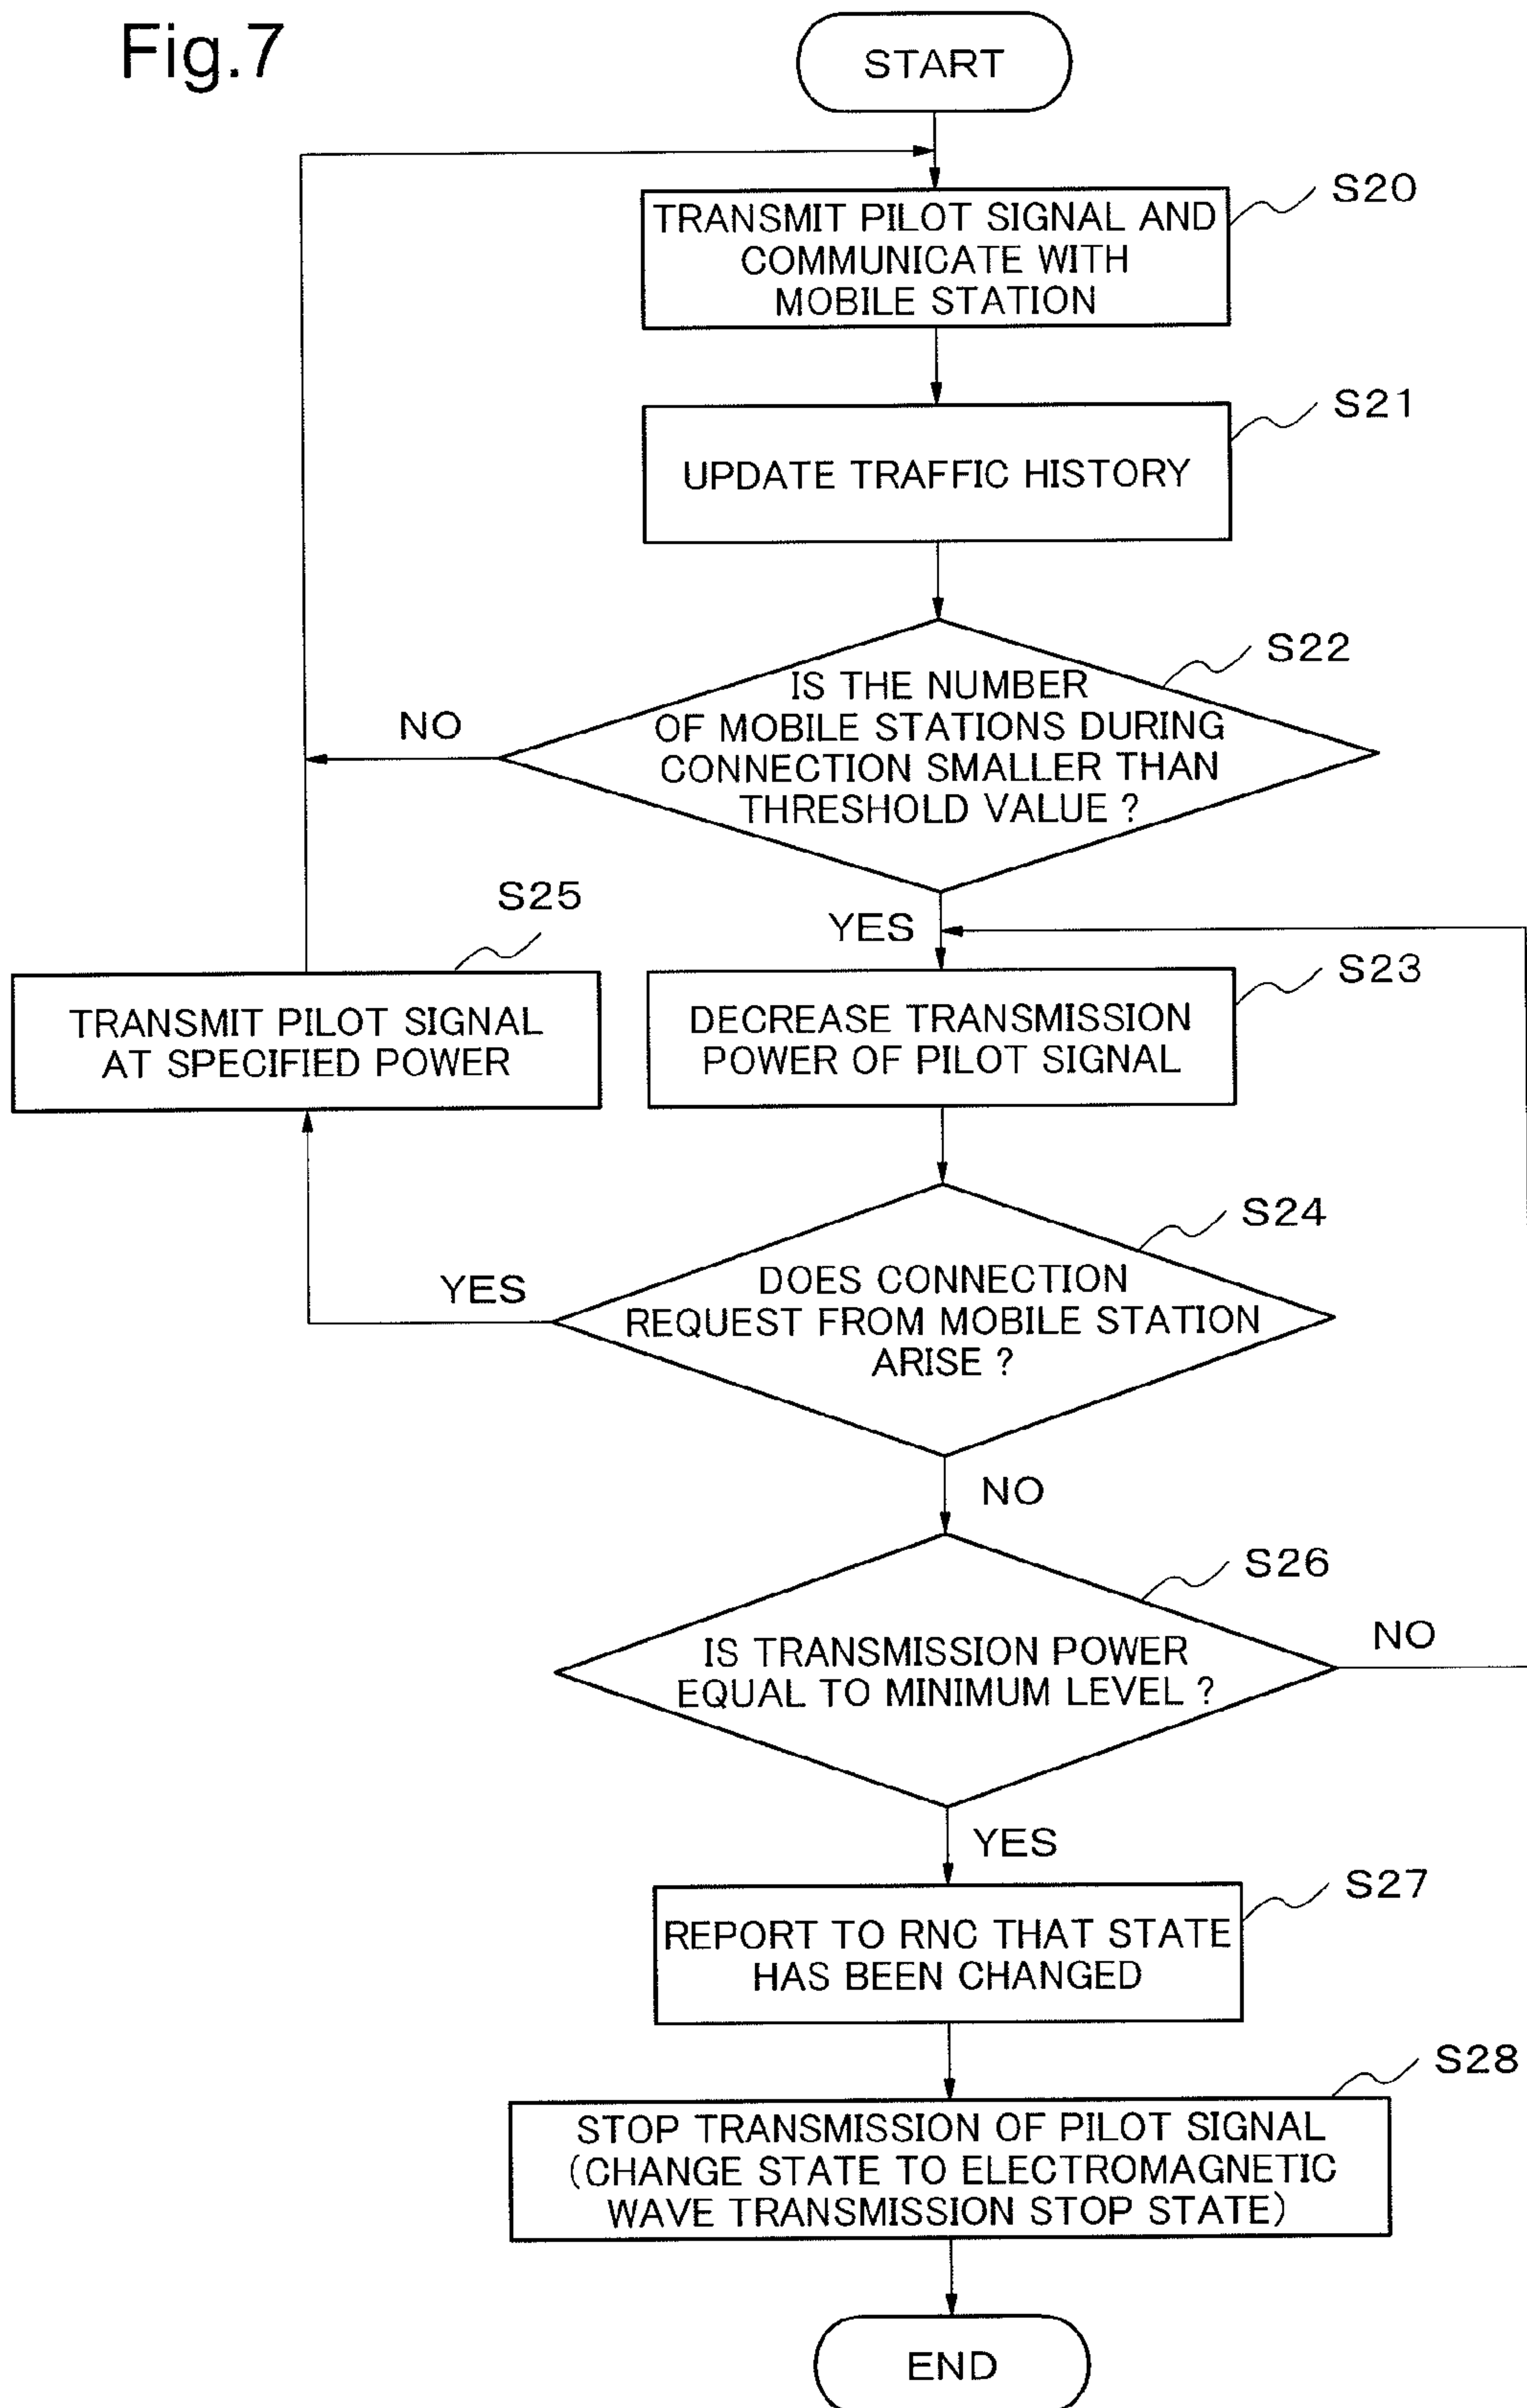 Fig.7
START
S20
TRANSMIT PILOT SIGNAL AND
COMMUNICATE WITH
MOBILE STATION
S21
UPDATE TRAFFIC HISTORY
S22
IS THE NUMBER
OF MOBILE STATIONS DURING
CONNECTION SMALLER THAN
THRESHOLD VALUE ?
NO
YES
S25
TRANSMIT PILOT SIGNAL
AT SPECIFIED POWER
S23
DECREASE TRANSMISSION
POWER OF PILOT SIGNAL
S24
DOES CONNECTION
REQUEST FROM MOBILE STATION
ARISE ?
YES
NO
S26
IS TRANSMISSION POWER
EQUAL TO MINIMUM LEVEL ?
NO
YES
S27
REPORT TO RNC THAT STATE
HAS BEEN CHANGED
S28
STOP TRANSMISSION OF PILOT SIGNAL
(CHANGE STATE TO ELECTROMAGNETIC
WAVE TRANSMISSION STOP STATE)
END